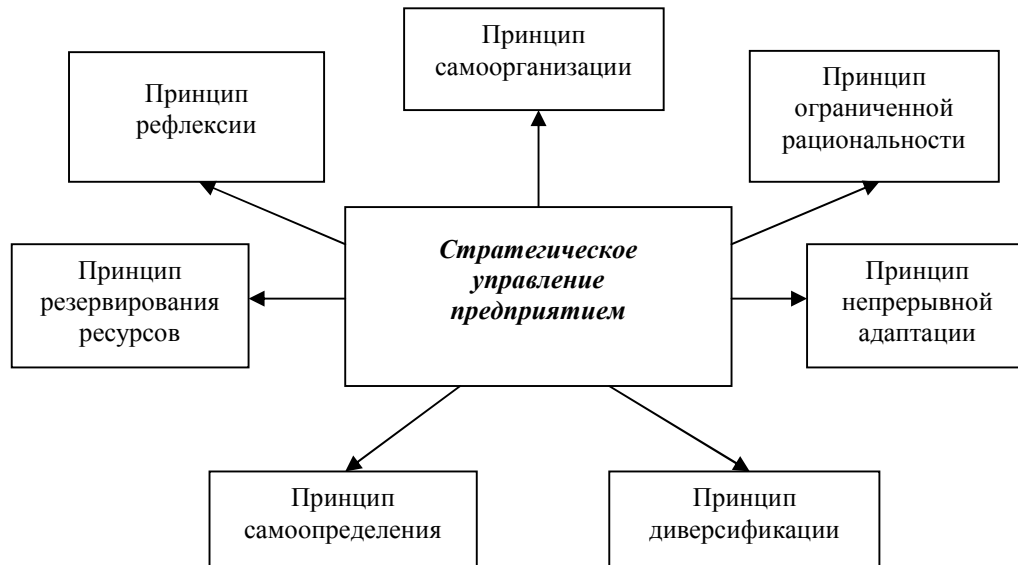 Принцип
самоорганизации
Принцип
рефлексии
Принцип
ограниченной
рациональности
Стратегическое
управление
предприятием
Принцип
резервирования
ресурсов
Принцип
непрерывной
адаптации
Принцип
самоопределения
Принцип
диверсификации